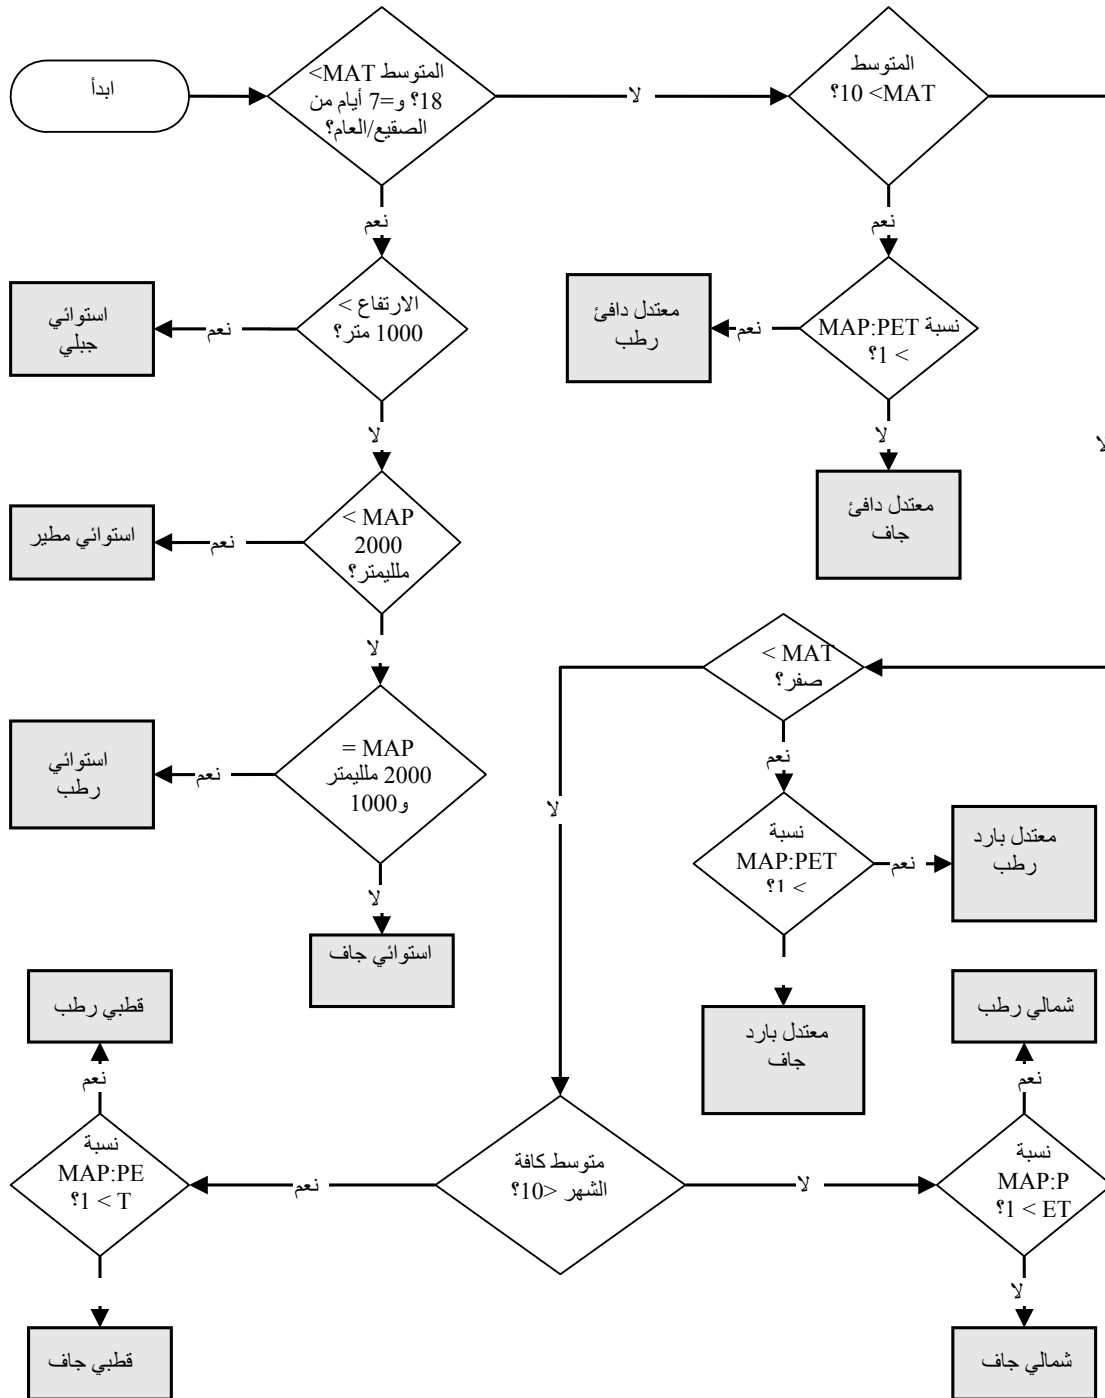 ابدأ
المتوسط MAT>
18؟ و=7 أيام من
الصقيع/العام؟
لا
المتوسط
10 <MAT؟
نعم
نعم
الارتفاع >
1000 متر؟
نعم
استوائي
جبلي
نسبة MAP:PET
> 1؟
نعم
معتدل دافئ
رطب
لا
لا
لا
معتدل دافئ
جاف
< MAP
2000
ملليمتر؟
نعم
استوائي مطير
لا
< MAT
صفر؟
نعم
لا
= MAP
2000 ملليمتر
و1000
نعم
استوائي
رطب
نسبة
MAP:PET
> 1؟
نعم
معتدل بارد
رطب
لا
استوائي جاف
معتدل بارد
جاف
قطبي رطب
شمالي رطب
نعم
نعم
نسبة
MAP:PE
T > 1؟
نعم
متوسط كافة
الشهر <10؟
لا
نسبة
MAP:P
ET > 1؟
لا
قطبي جاف
شمالي جاف